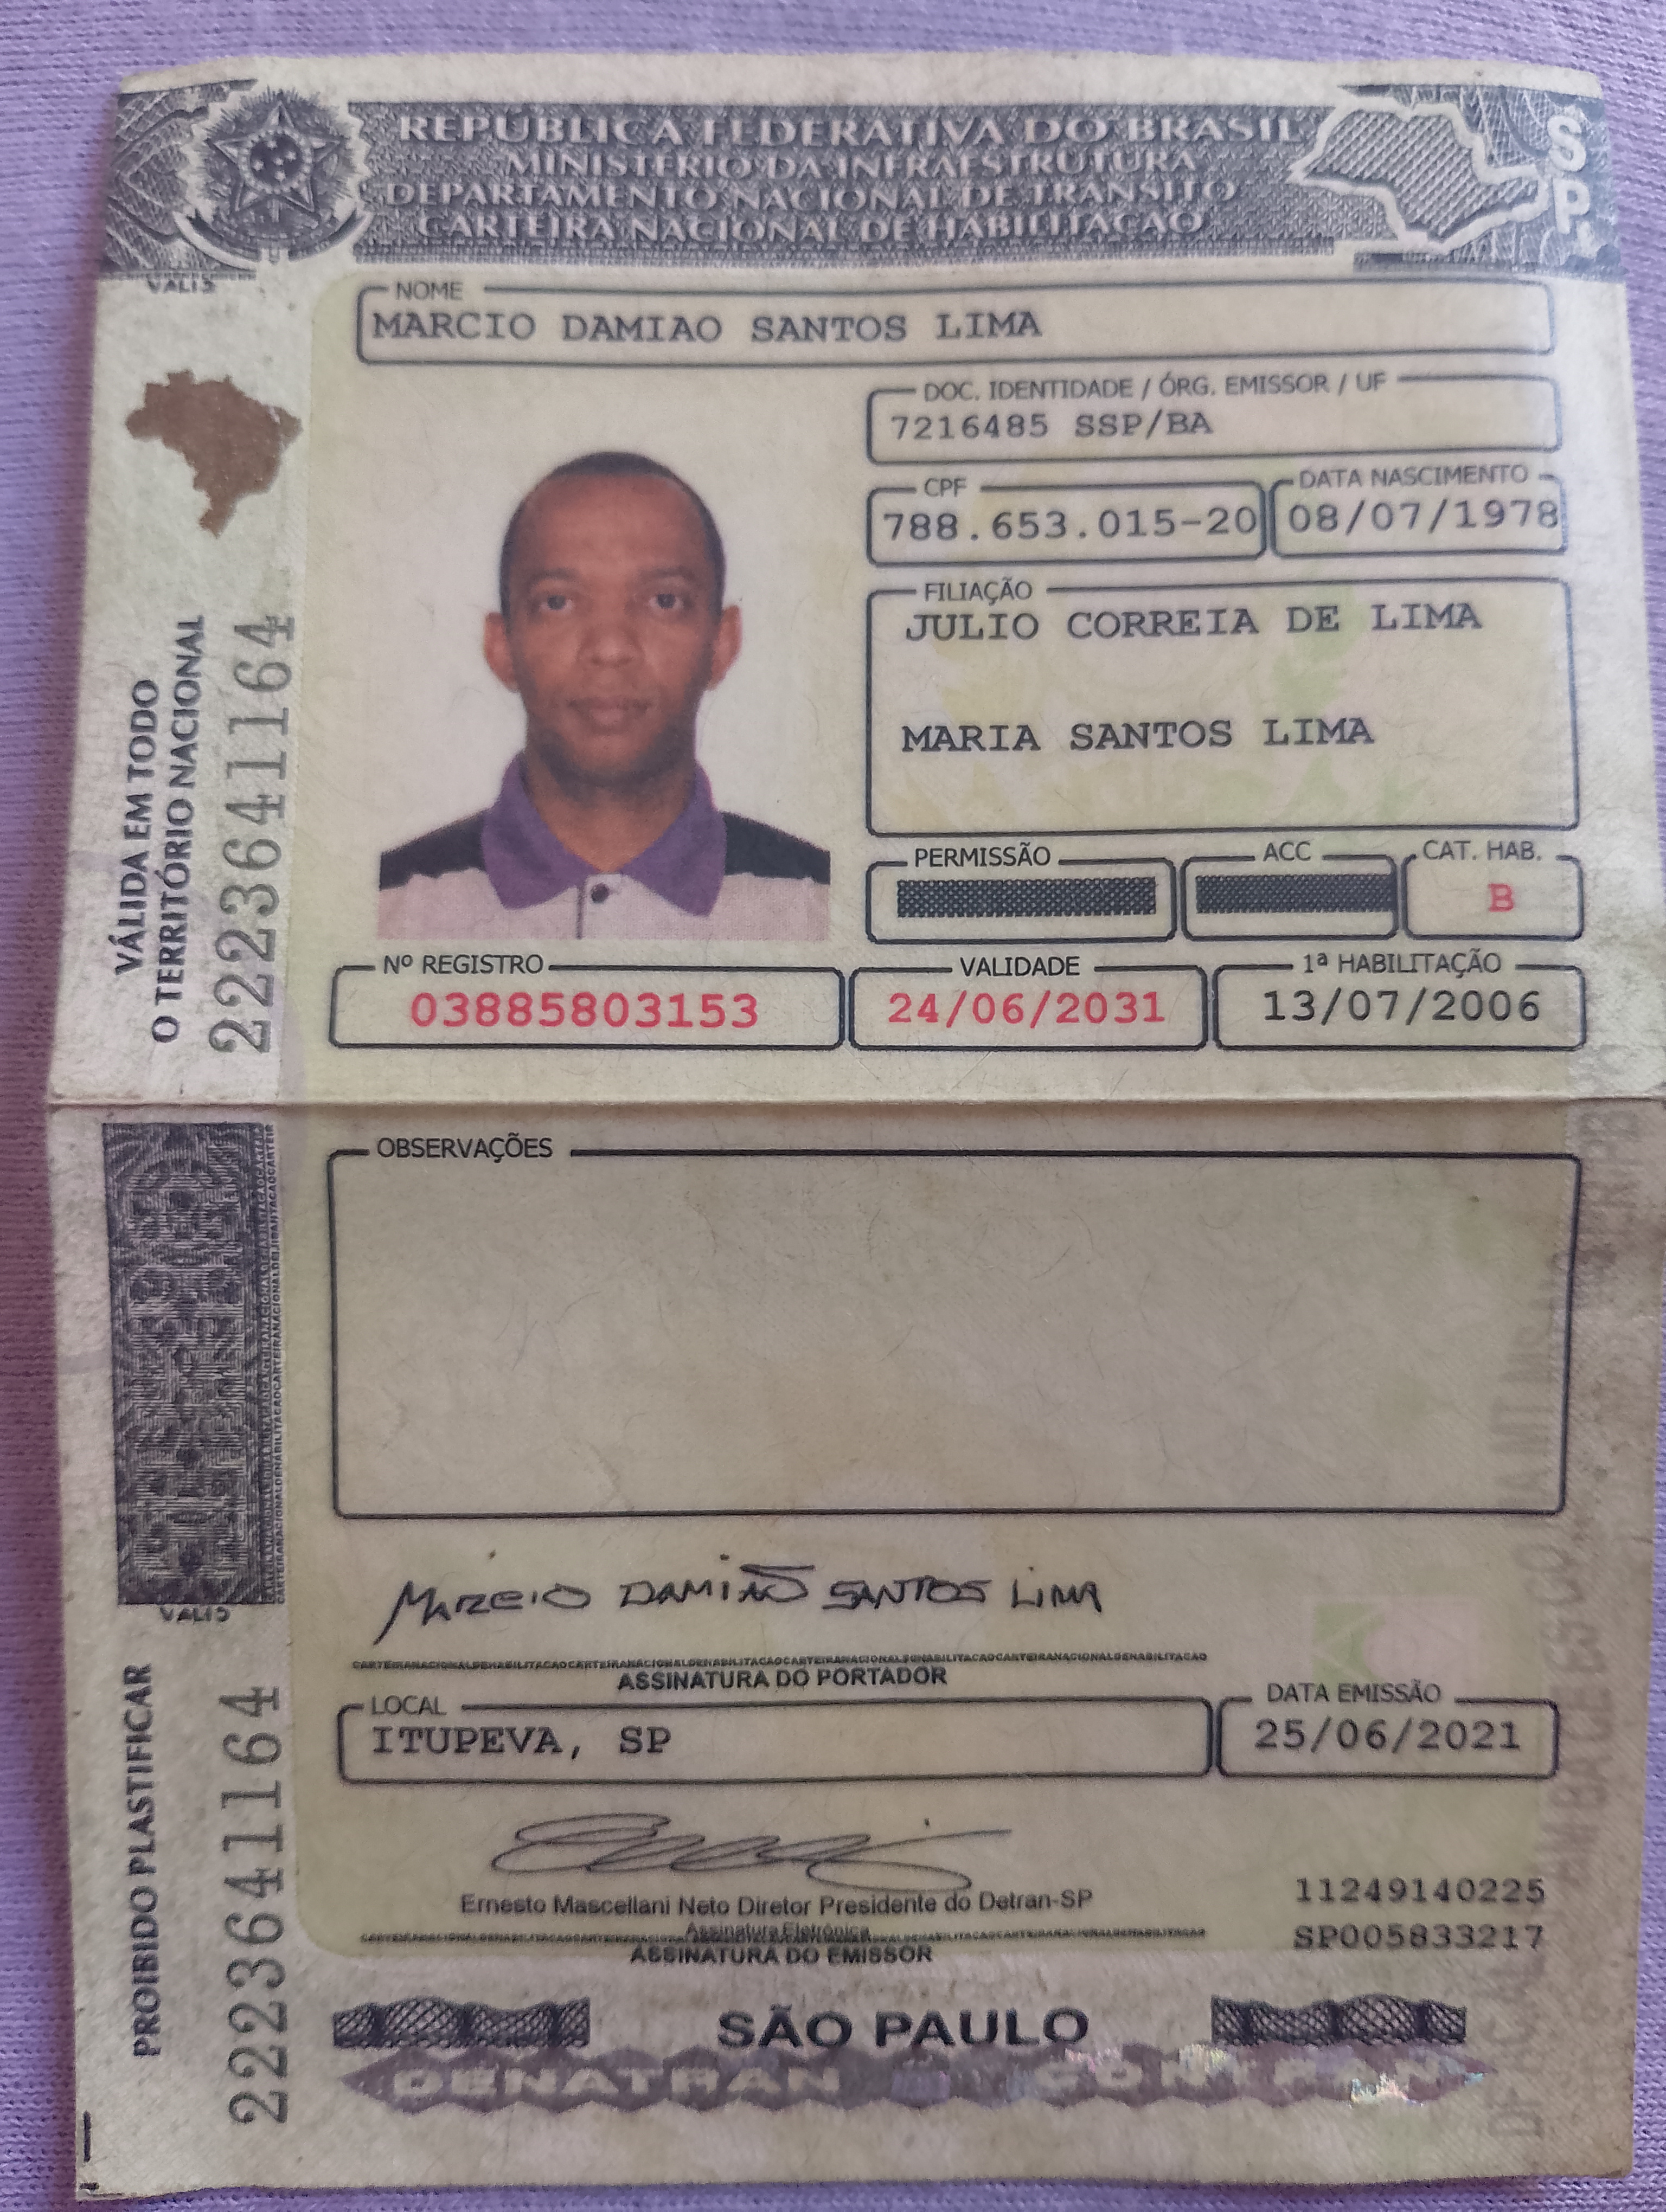 REPÚBLICA FEDERATIVA DO BRASIL
MINISTÉRIO DA INFRAESTRUTURA
DEPARTAMENTO NACIONAL DE TRÂNSITO
CARTEIRA NACIONAL DE HABILITAÇÃO
SP
NOME
MARCIO DAMIAO SANTOS LIMA
DOC. IDENTIDADE / ÓRG. EMISSOR / UF
7216485 SSP/BA
CPF
788.653.015-20
DATA NASCIMENTO
08/07/1978
FILIAÇÃO
JULIO CORREIA DE LIMA
MARIA SANTOS LIMA
PERMISSÃO
ACC
CAT. HAB.
B
Nº REGISTRO
03885803153
VALIDADE
24/06/2031
1ª HABILITAÇÃO
13/07/2006
VÁLIDA EM TODO
O TERRITÓRIO NACIONAL
2223641164
OBSERVAÇÕES
MARCIO DAMIÃO SANTOS LIMA
ASSINATURA DO PORTADOR
LOCAL
ITUPEVA, SP
DATA EMISSÃO
25/06/2021
Ernesto Mascellani Neto Diretor Presidente do Detran-SP
Assinatura Eletrônica
ASSINATURA DO EMISSOR
11249140225
SP005833217
PROIBIDO PLASTIFICAR
2223641164
SÃO PAULO
DENATRAN CONTRAN